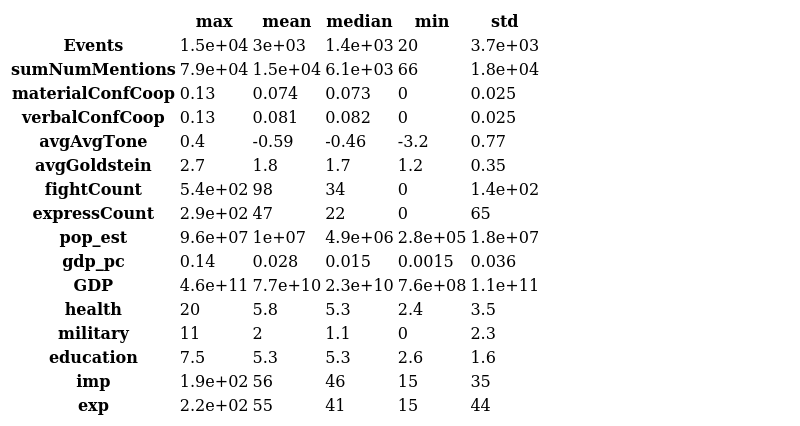 max mean median min std
Events 1.5e+04 3e+03 1.4e+03 20 3.7e+03
sumNumMentions 7.9e+04 1.5e+04 6.1e+03 66 1.8e+04
materialConfCoop 0.13 0.074 0.073 0 0.025
verbalConfCoop 0.13 0.081 0.082 0 0.025
avgAvgTone 0.4 -0.59 -0.46 -3.2 0.77
avgGoldstein 2.7 1.8 1.7 1.2 0.35
fightCount 5.4e+02 98 34 0 1.4e+02
expressCount 2.9e+02 47 22 0 65
pop_est 9.6e+07 1e+07 4.9e+06 2.8e+05 1.8e+07
gdp_pc 0.14 0.028 0.015 0.0015 0.036
GDP 4.6e+11 7.7e+10 2.3e+10 7.6e+08 1.1e+11
health 20 5.8 5.3 2.4 3.5
military 11 2 1.1 0 2.3
education 7.5 5.3 5.3 2.6 1.6
imp 1.9e+02 56 46 15 35
exp 2.2e+02 55 41 15 44